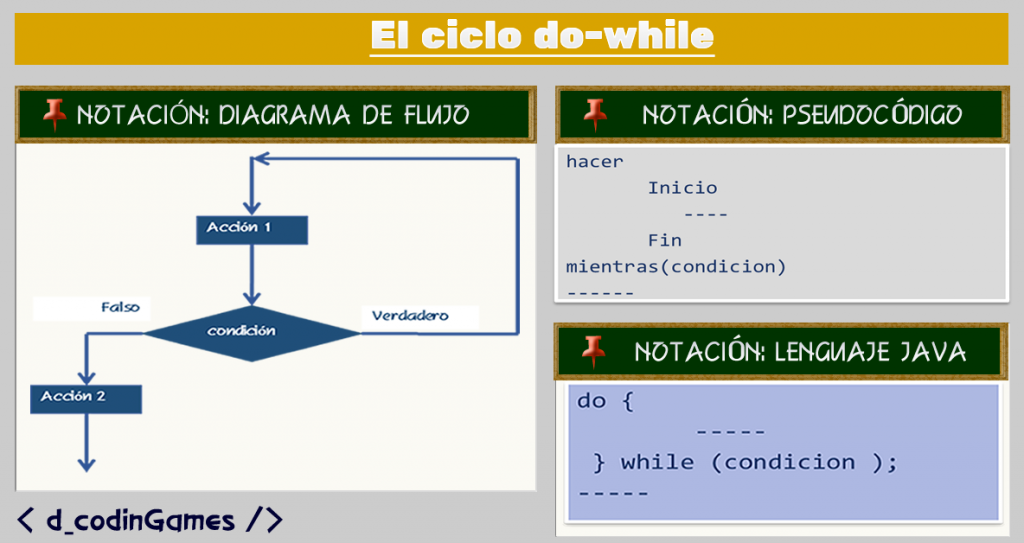 El ciclo do-while
NOTACIÓN: DIAGRAMA DE FLUJO
Acción 1
Falso
condición
Verdadero
Acción 2
NOTACIÓN: PSEUDOCÓDIGO
hacer
Inicio
----
Fin
mientras(condicion)
------
NOTACIÓN: LENGUAJE JAVA
do {
-----
} while (condicion );
-----
< d_codinGames />